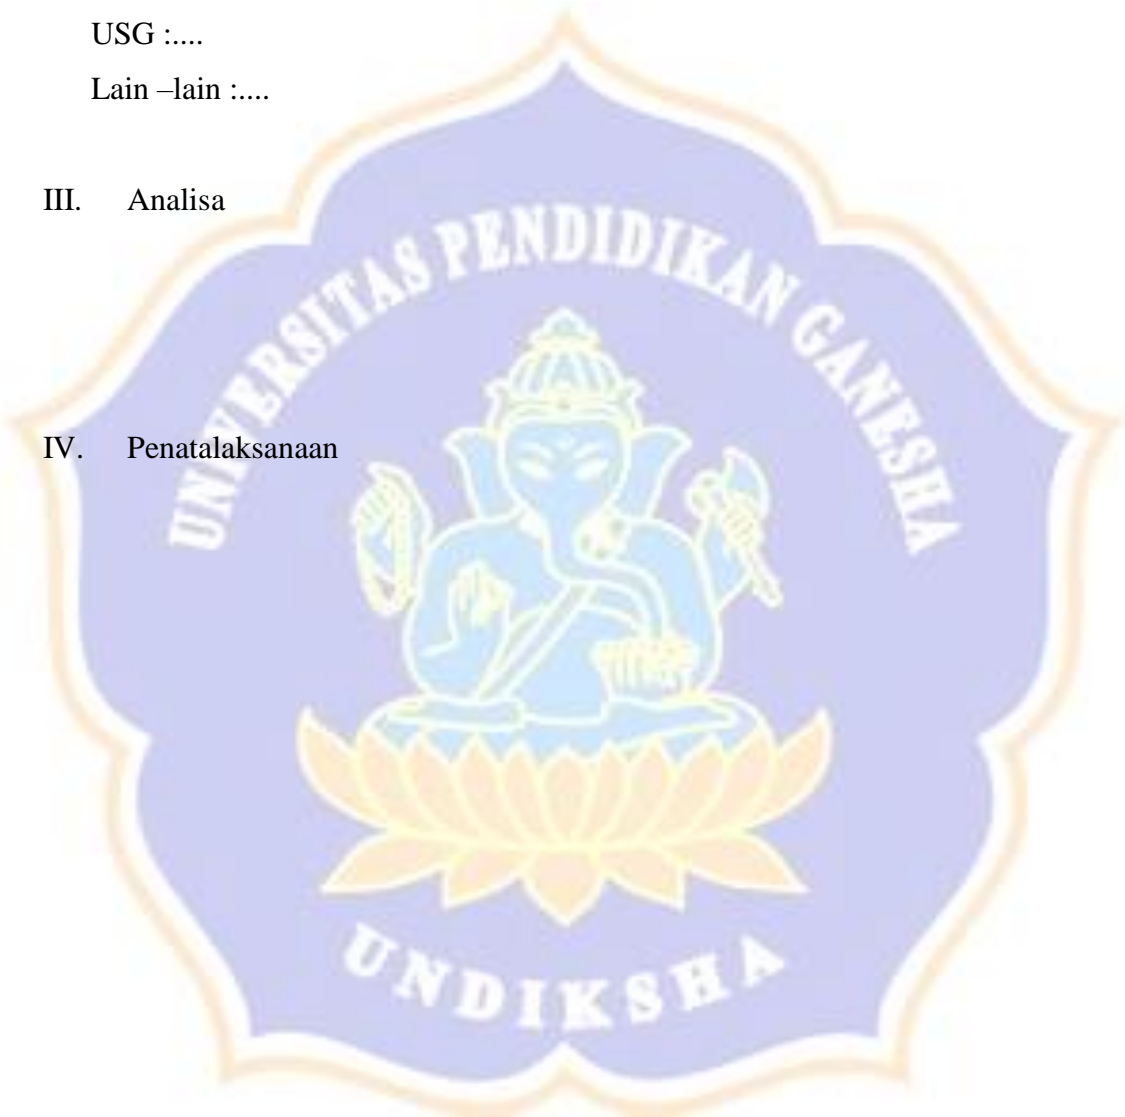 USG :....
Lain –lain :....
III. Analisa
UNIVERSITAS PENDIDIKAN GANESHA
IV. Penatalaksanaan
UNDIKSHA